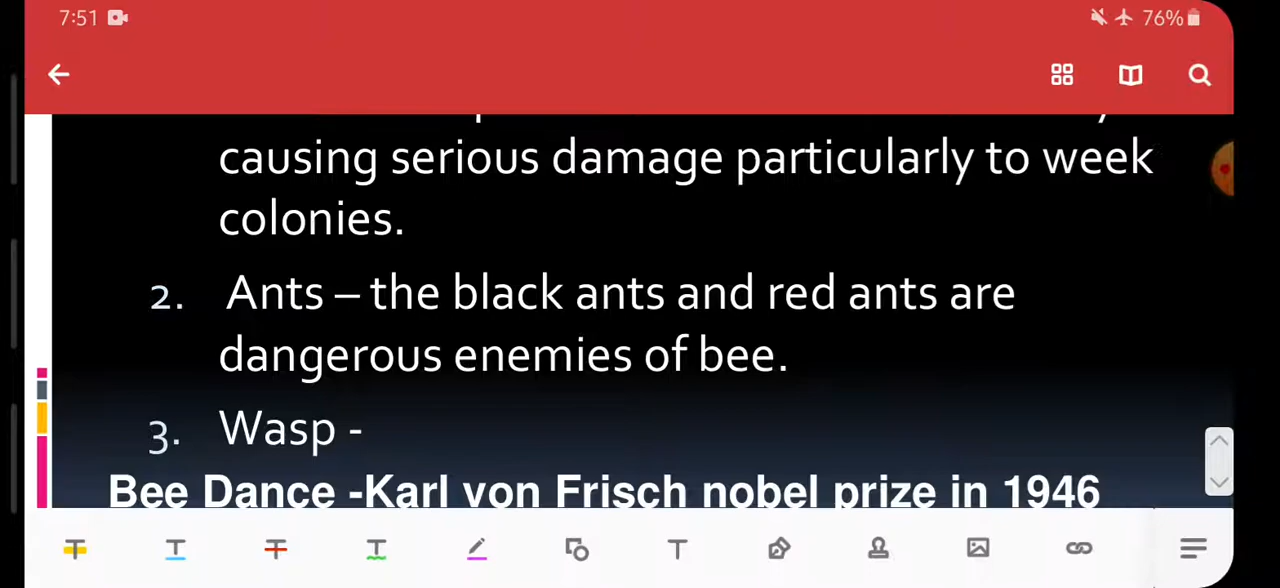 7:51
76%
causing serious damage particularly to week
colonies.
2. Ants – the black ants and red ants are
dangerous enemies of bee.
3. Wasp -
Bee Dance -Karl von Frisch nobel prize in 1946